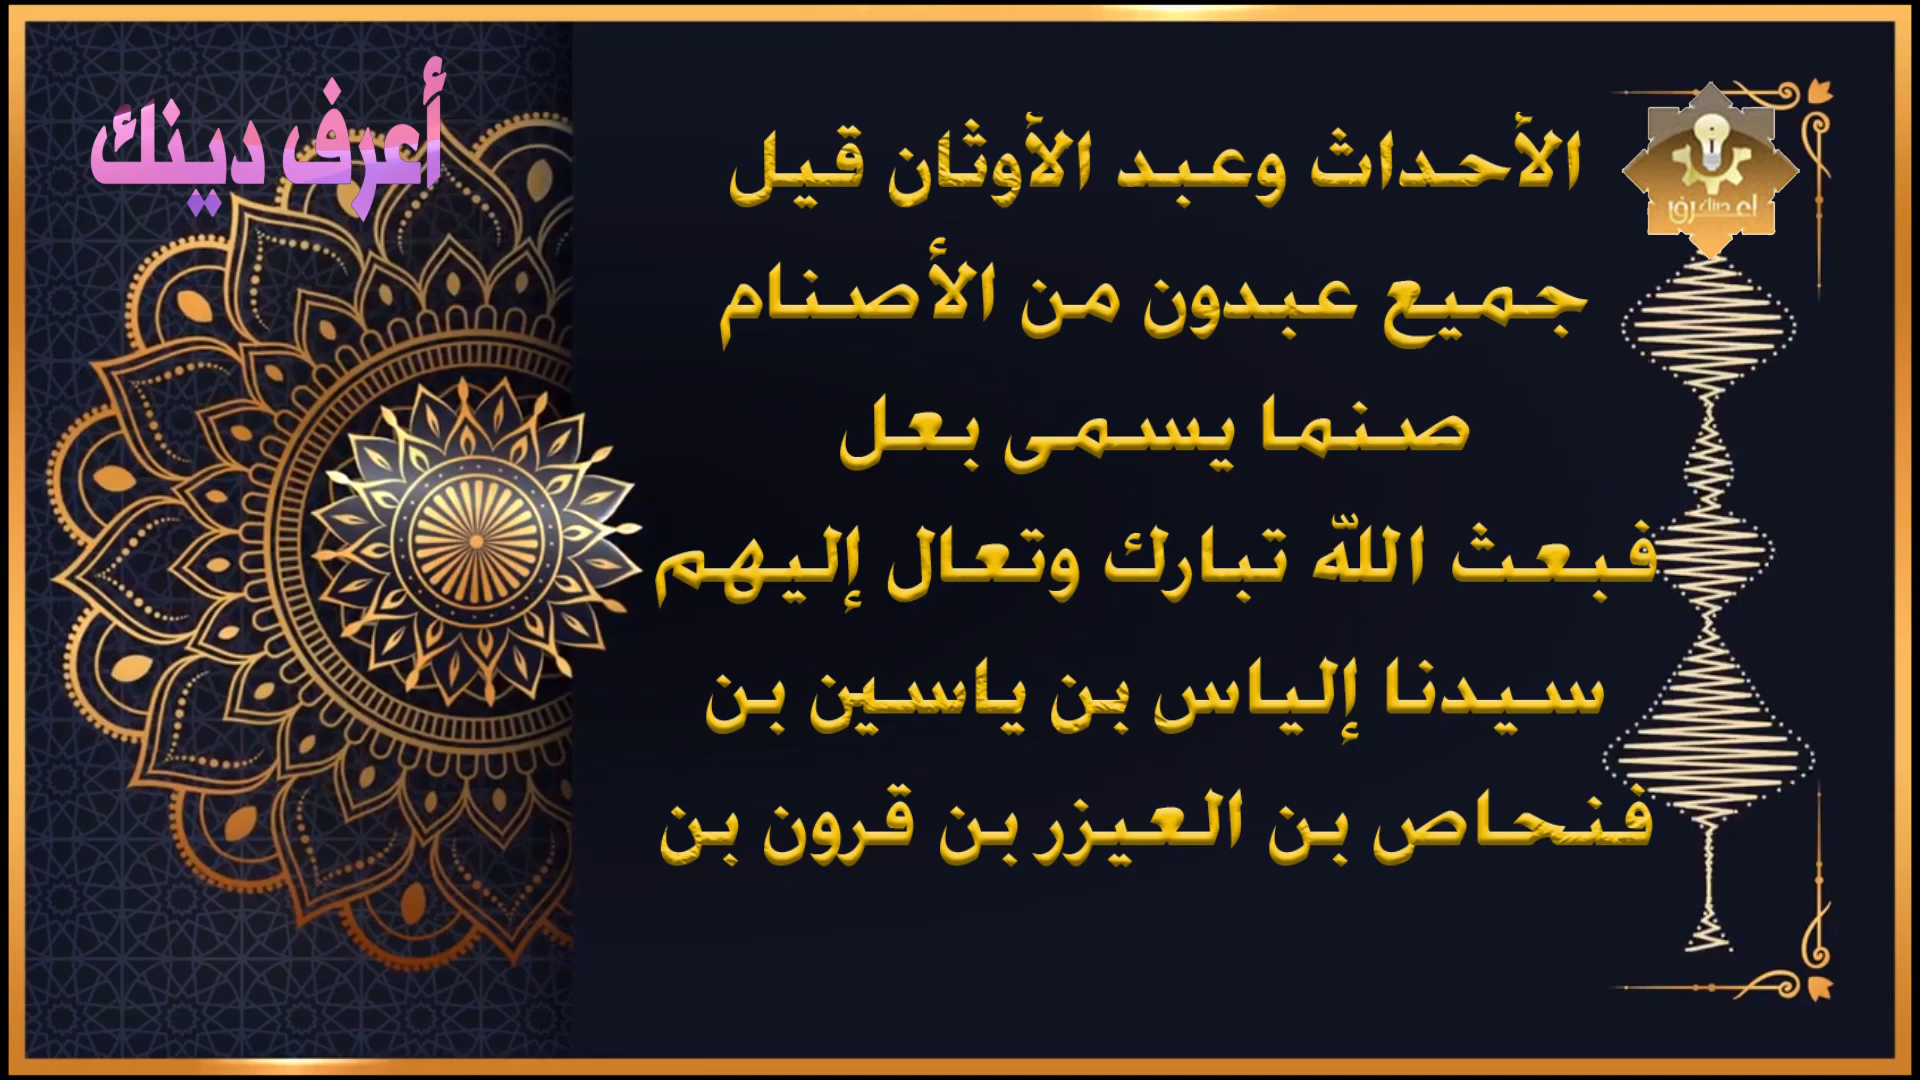 أعرف دينك
الأحداث وعبد الأوثان قيل
جميع عبدون من الأصنام
صنما يسمى بعل
فبعث الله تبارك وتعال إليهم
سيدنا إلياس بن ياسين بن
فنحاص بن العيزر بن قرون بن